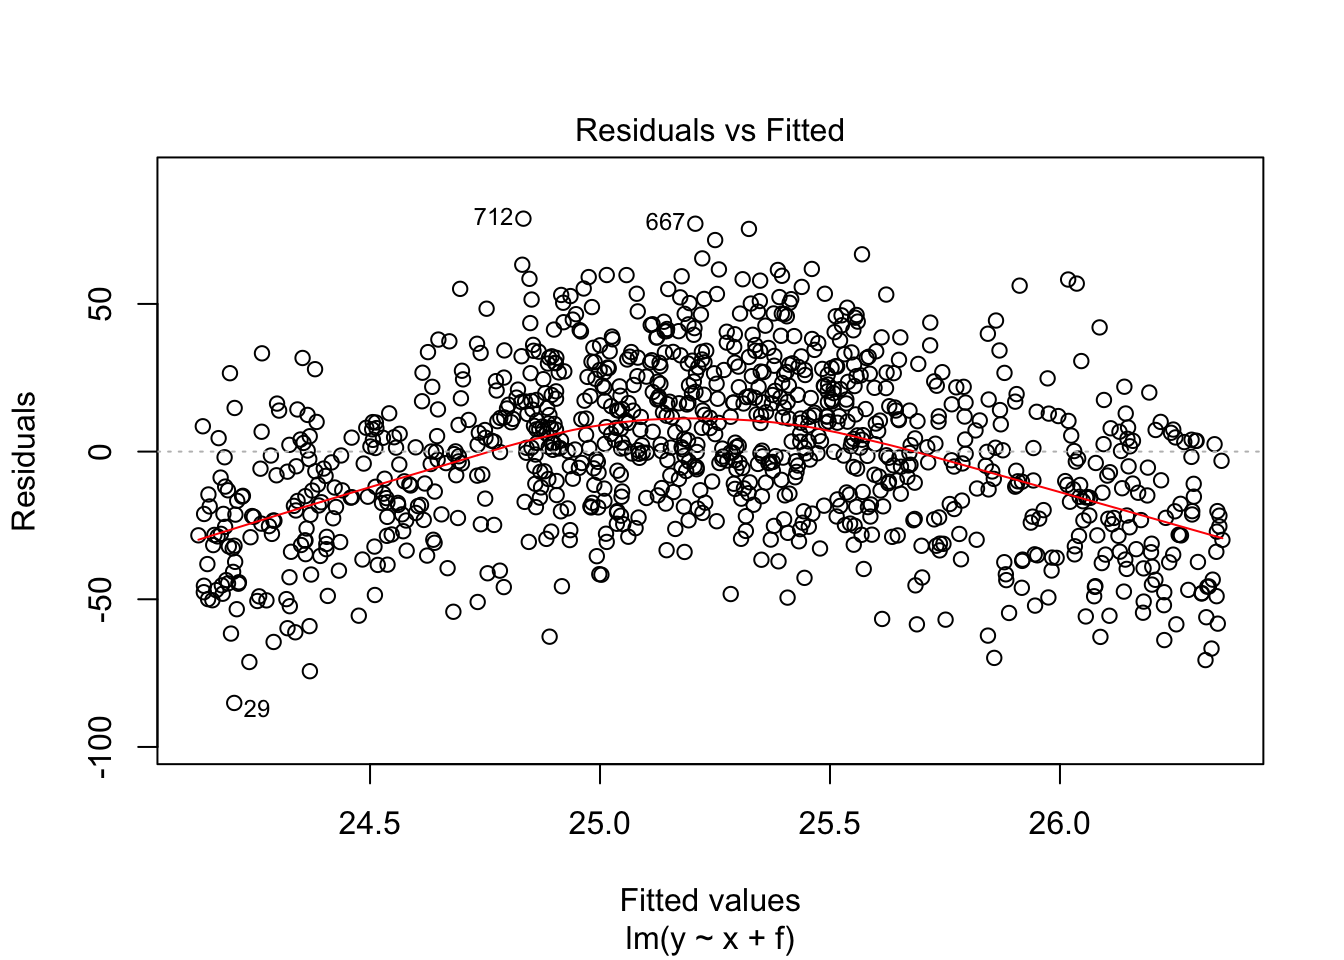 Residuals vs Fitted
Residuals
50
0
-50
-100
712
667
29
24.5
25.0
25.5
26.0
Fitted values
lm(y ~ x + f)